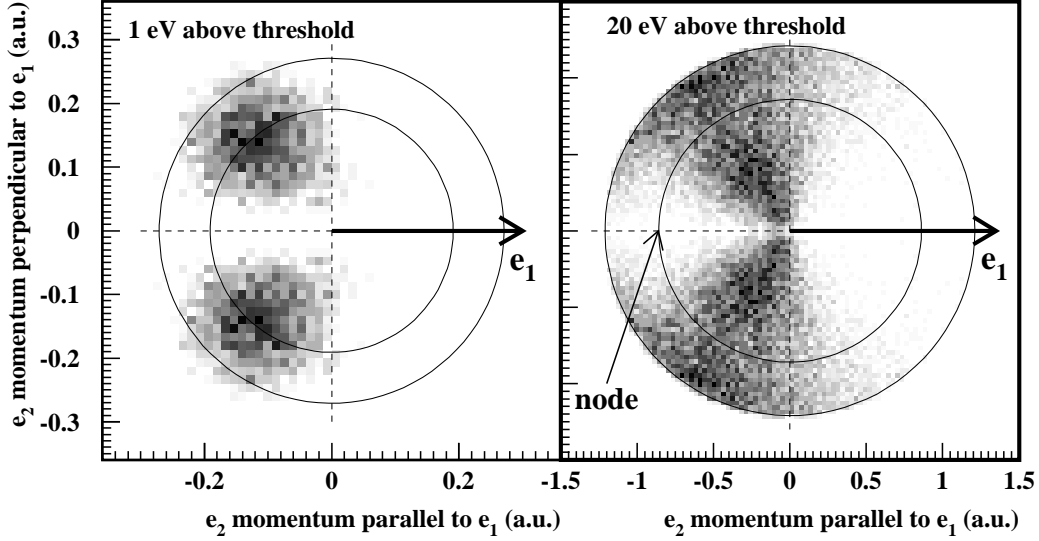 1 eV above threshold
20 eV above threshold
e2 momentum perpendicular to e1 (a.u.)
0.3
0.2
0.1
0
-0.1
-0.2
-0.3
e1
e1
node
-0.2 0 0.2 -1.5 -1 -0.5 0 0.5 1 1.5
e2 momentum parallel to e1 (a.u.)
e2 momentum parallel to e1 (a.u.)